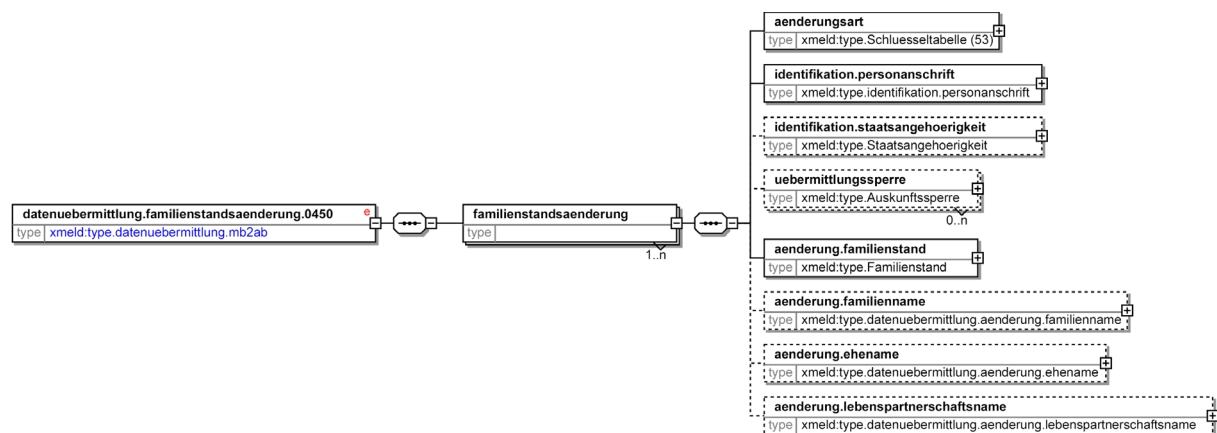 aenderungsart
type xmeld:type.Schluesseltabelle (53)
identifikation.personanschrift
type xmeld:type.identifikation.personanschrift
identifikation.staatsangehoerigkeit
type xmeld:type.Staatsangehoerigkeit
uebermittlungssperre
type xmeld:type.Auskunftssperre
0..n
datenuebermittlung.familienstandsaenderung.0450 e
type xmeld:type.datenuebermittlung.mb2ab
familienstandsaenderung
type
1..n
aenderung.familienstand
type xmeld:type.Familienstand
aenderung.familienname
type xmeld:type.datenuebermittlung.aenderung.familienname
aenderung.ehename
type xmeld:type.datenuebermittlung.aenderung.ehename
aenderung.lebenspartnerschaftsname
type xmeld:type.datenuebermittlung.aenderung.lebenspartnerschaftsname